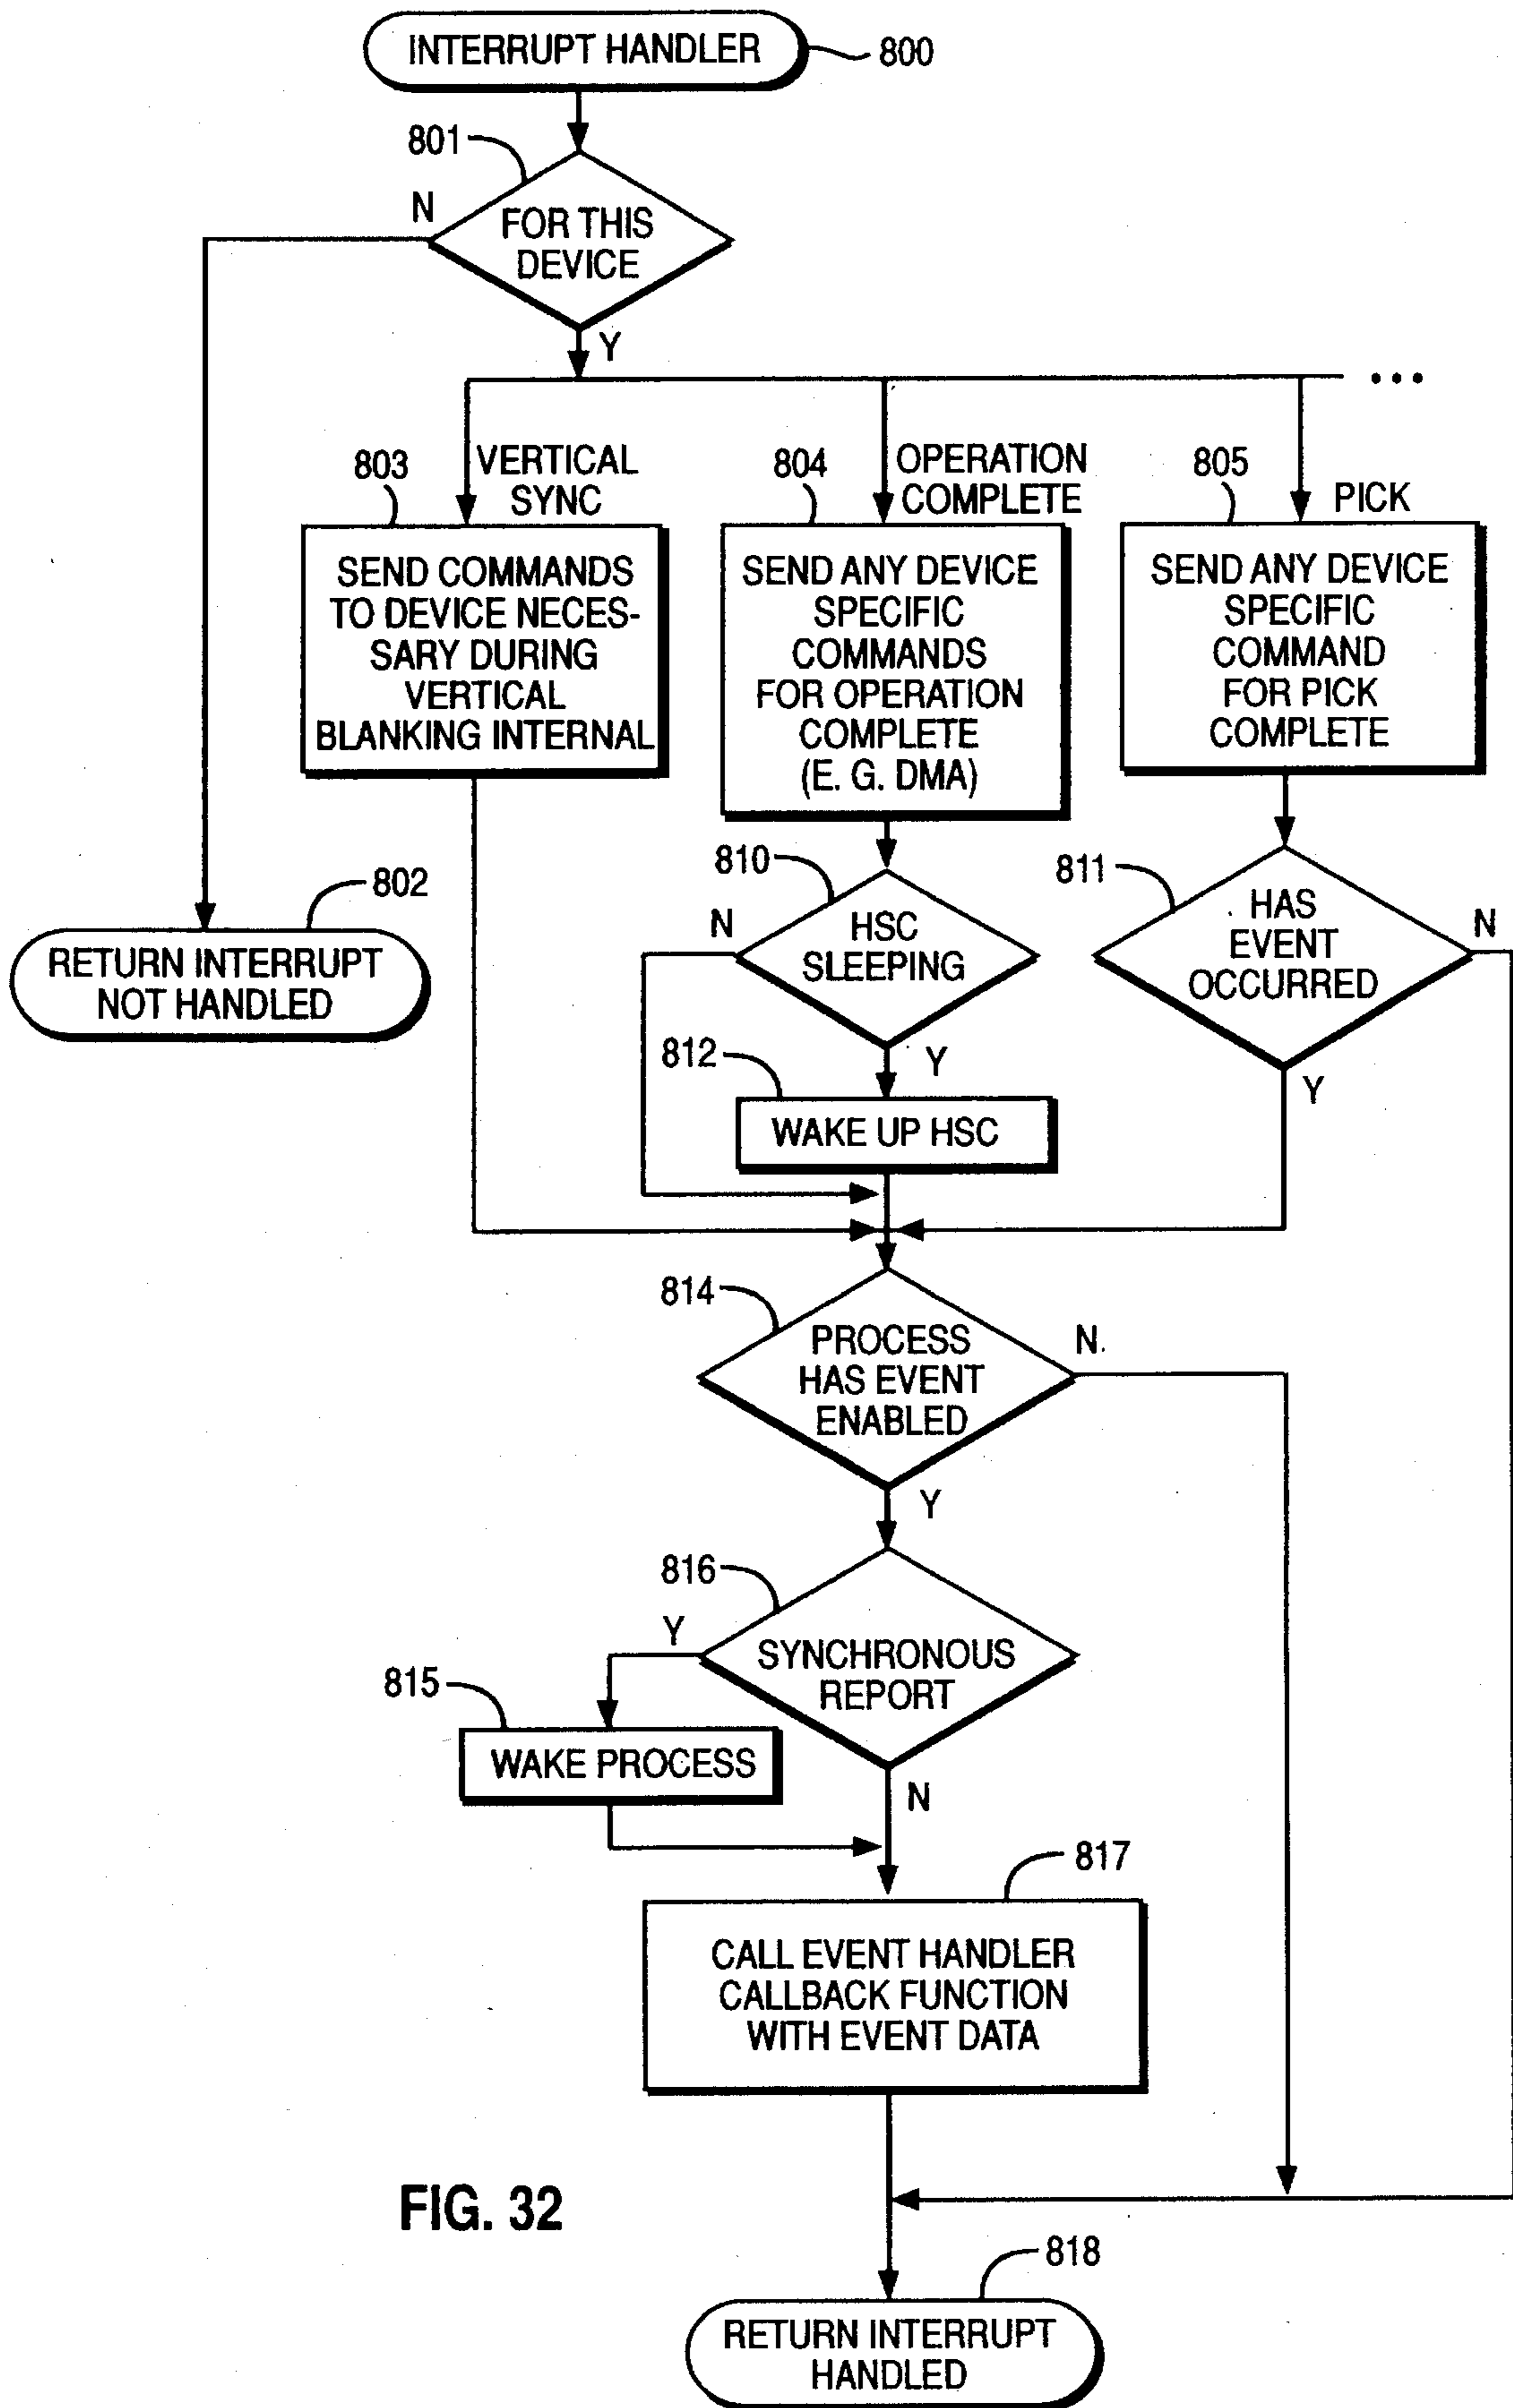 INTERRUPT HANDLER
800
801
N
FOR THIS
DEVICE
Y
...
803
VERTICAL
SYNC
804
OPERATION
COMPLETE
805
PICK
SEND COMMANDS
TO DEVICE NECES-
SARY DURING
VERTICAL
BLANKING INTERNAL
SEND ANY DEVICE
SPECIFIC
COMMANDS
FOR OPERATION
COMPLETE
(E. G. DMA)
SEND ANY DEVICE
SPECIFIC
COMMAND
FOR PICK
COMPLETE
802
RETURN INTERRUPT
NOT HANDLED
810
N
HSC
SLEEPING
Y
811
HAS
EVENT
OCCURRED
N
Y
812
WAKE UP HSC
814
PROCESS
HAS EVENT
ENABLED
N
Y
816
Y
SYNCHRONOUS
REPORT
N
815
WAKE PROCESS
817
CALL EVENT HANDLER
CALLBACK FUNCTION
WITH EVENT DATA
FIG. 32
818
RETURN INTERRUPT
HANDLED